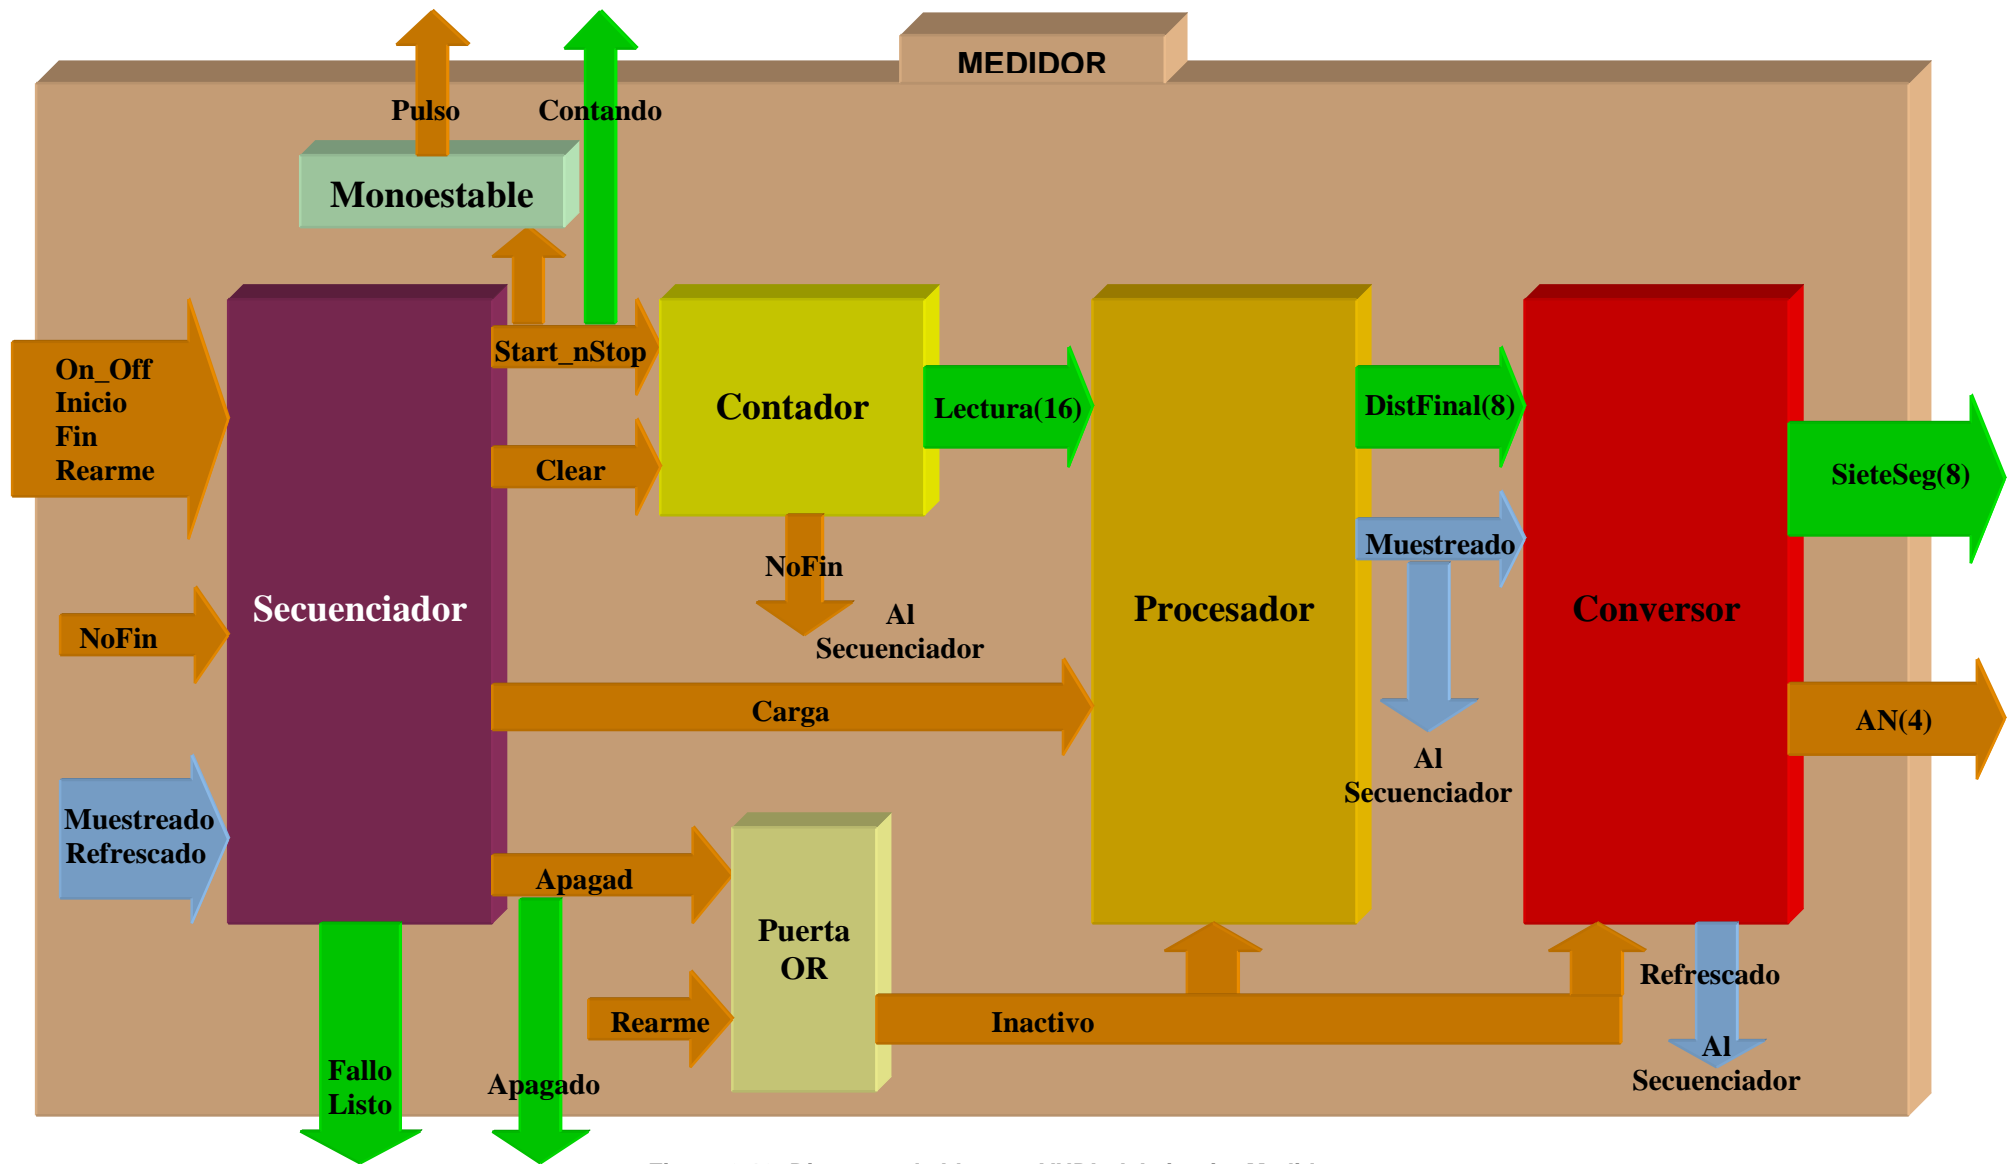 MEDIDOR
Pulso
Contando
Monoestable
On_Off
Inicio
Fin
Rearme
Start_nStop
Clear
Contador
Lectura(16)
DistFinal(8)
Muestreado
SieteSeg(8)
NoFin
Al
Secuenciador
Secuenciador
Procesador
Conversor
NoFin
Carga
AN(4)
Al
Secuenciador
Muestreado
Refrescado
Apagad
Puerta
OR
Rearme
Inactivo
Refrescado
Al
Secuenciador
Fallo
Listo
Apagado